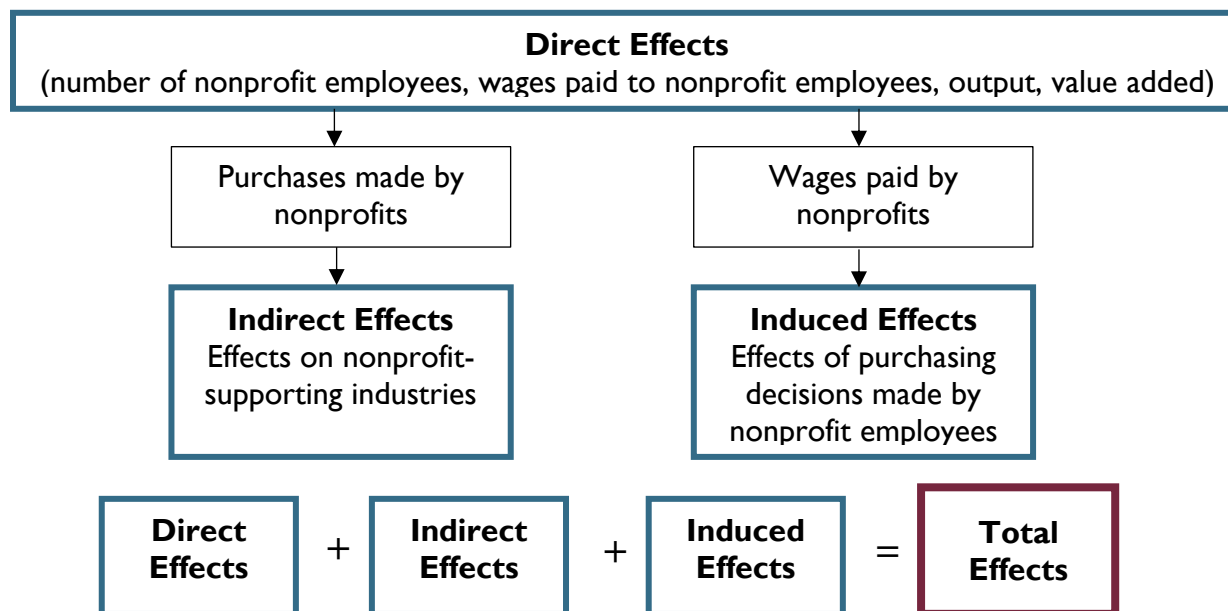 Direct Effects
(number of nonprofit employees, wages paid to nonprofit employees, output, value added)
Purchases made by
nonprofits
Wages paid by
nonprofits
Indirect Effects
Effects on nonprofit-
supporting industries
Induced Effects
Effects of purchasing
decisions made by
nonprofit employees
Direct
Effects
+
Indirect
Effects
+
Induced
Effects
=
Total
Effects